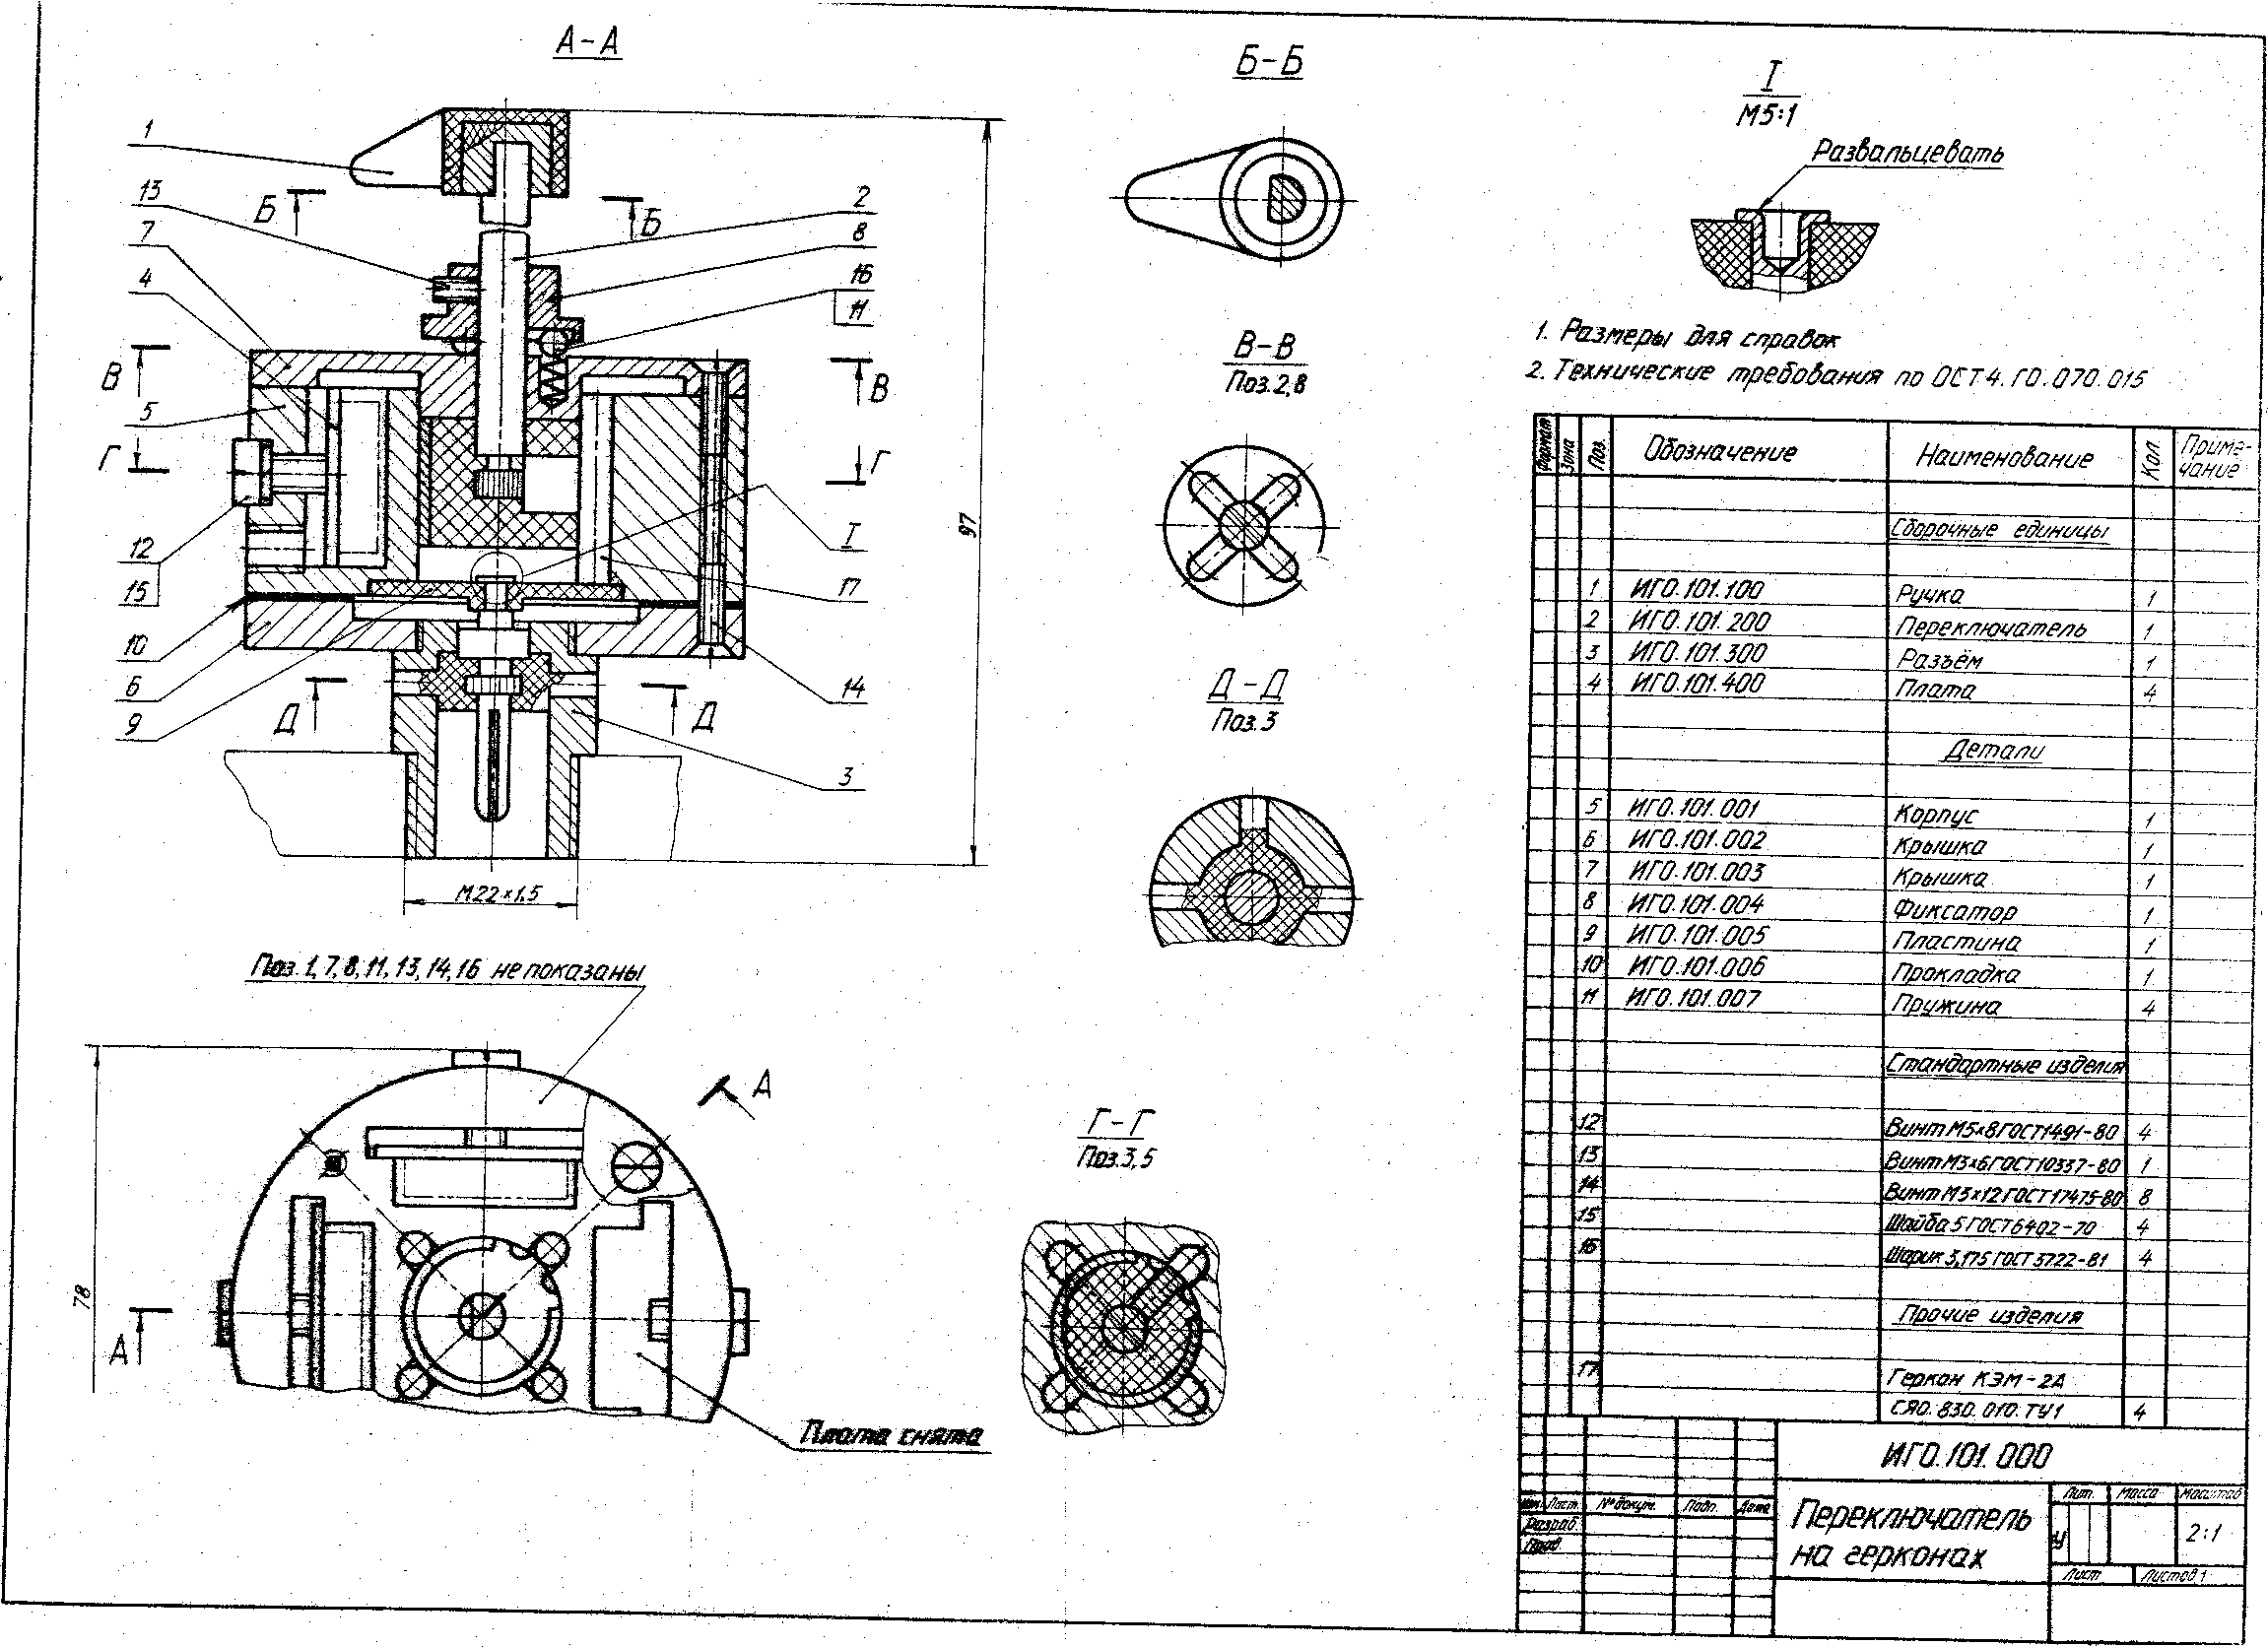 А-А
1
13
Б
Б
7
4
В
В
5
Г
Г
12
15
10
6
9
Д
Д
2
8
16
11
I
17
14
3
97
М22×1,5
Поз. 1, 7, 8, 11, 13, 14, 16 не показаны
78
А
А
Плата снята
Б-Б
В-В
Поз. 2, 8
Д-Д
Поз. 3
Г-Г
Поз. 3, 5
I
М5:1
Развальцевать
1. Размеры для справок
2. Технические требования по ОСТ4.ГО.070.015
Формат Зона Поз. Обозначение Наименование Кол. Приме-чание
Сборочные единицы
1 ИГО.101.100 Ручка 1
2 ИГО.101.200 Переключатель 1
3 ИГО.101.300 Разъём 1
4 ИГО.101.400 Плата 4
Детали
5 ИГО.101.001 Корпус 1
6 ИГО.101.002 Крышка 1
7 ИГО.101.003 Крышка 1
8 ИГО.101.004 Фиксатор 1
9 ИГО.101.005 Пластина 1
10 ИГО.101.006 Прокладка 1
11 ИГО.101.007 Пружина 4
Стандартные изделия
12 Винт М5×8 ГОСТ1491-80 4
13 Винт М3×6 ГОСТ10337-80 1
14 Винт М3×12 ГОСТ17475-80 8
15 Шайба 5 ГОСТ6402-70 4
16 Шарик 3,175 ГОСТ 3722-81 4
Прочие изделия
17 Геркон КЭМ-2А
СЯО.830.010.ТУ1 4
ИГО.101.000
Изм. Лист № докум. Подп. Дата
Разраб.
Пров.
Переключатель
на герконах
Лит. Масса Масштаб
У 2:1
Лист Листов 1